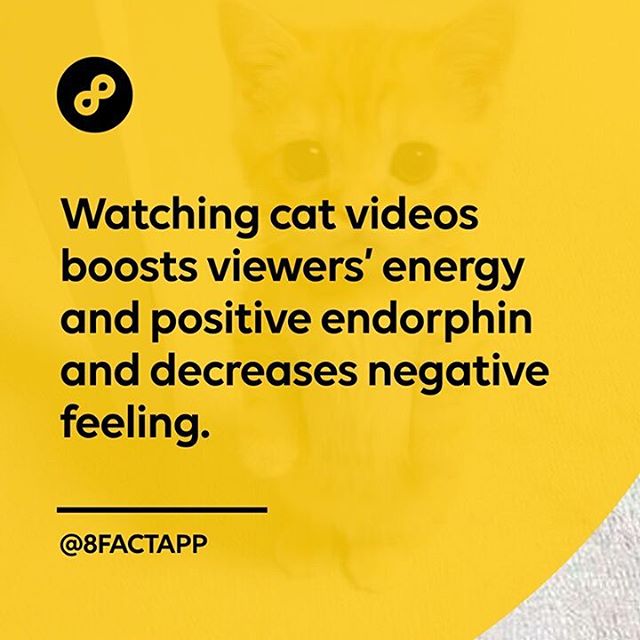 Watching cat videos
boosts viewers’ energy
and positive endorphin
and decreases negative
feeling.
@8FACTAPP